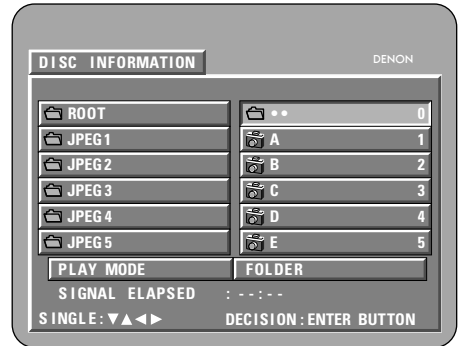 DISC INFORMATION DENON
ROOT •• 0
JPEG1 A 1
JPEG2 B 2
JPEG3 C 3
JPEG4 D 4
JPEG5 E 5
PLAY MODE FOLDER
SIGNAL ELAPSED : --:--
SINGLE:▼▲◄► DECISION:ENTER BUTTON